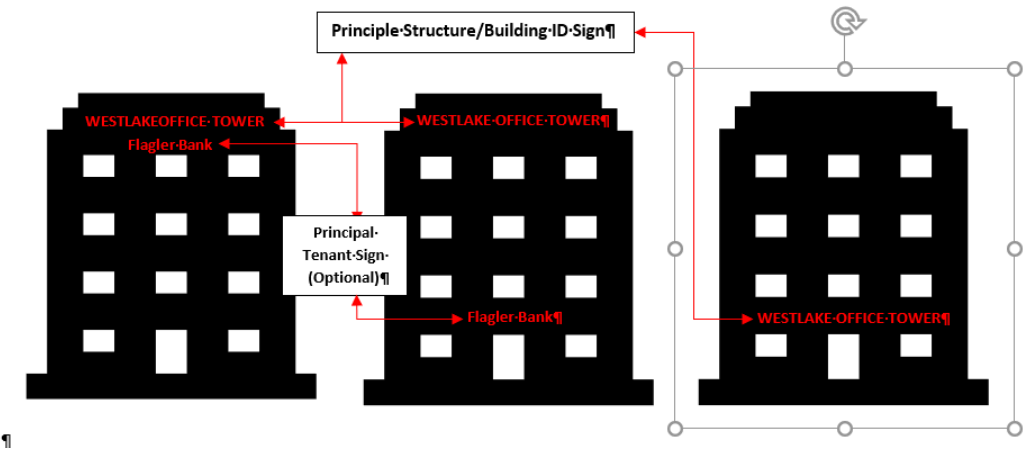 Principle·Structure/Building·ID·Sign¶
WESTLAKEOFFICE·TOWER
WESTLAKE·OFFICE·TOWER¶
Flagler·Bank
Principal·
Tenant·Sign·
(Optional)¶
Flagler·Bank¶
WESTLAKE·OFFICE·TOWER¶
¶